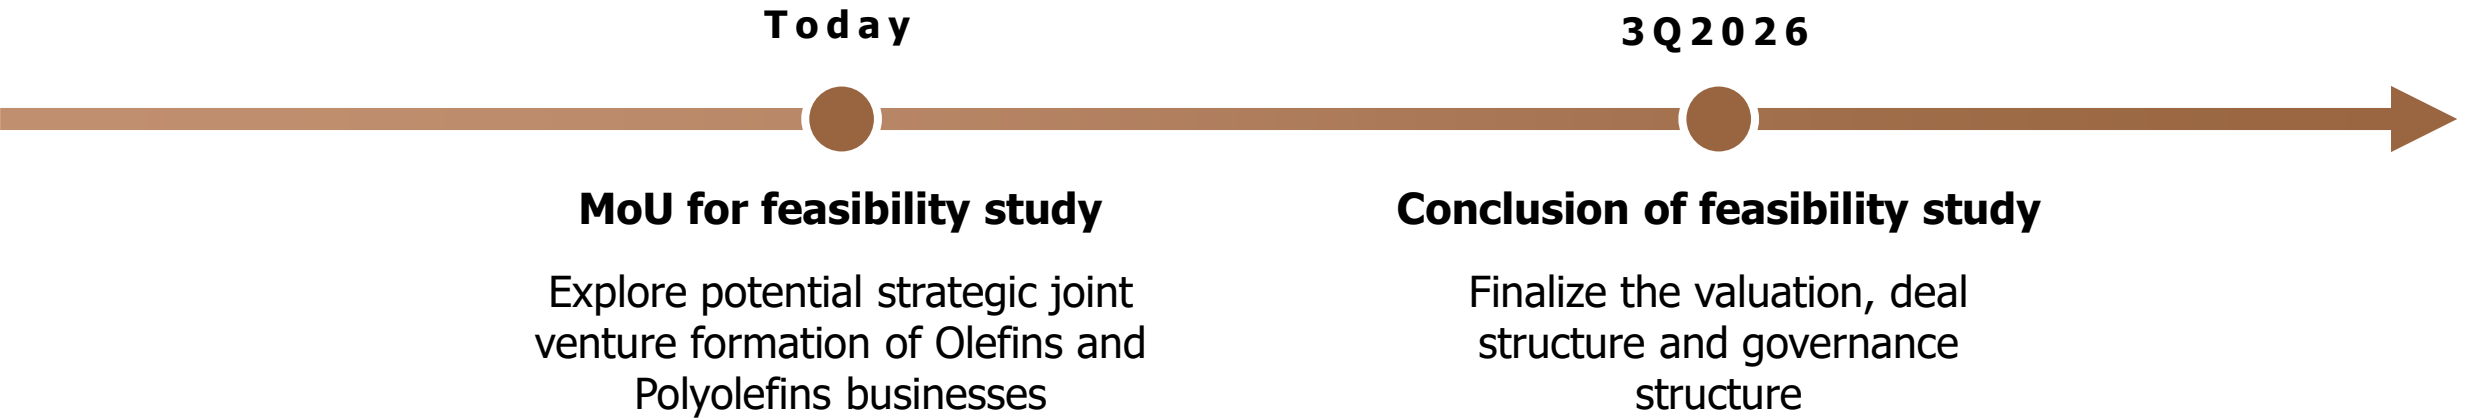 Today
3Q2026
MoU for feasibility study
Conclusion of feasibility study
Explore potential strategic joint
venture formation of Olefins and
Polyolefins businesses
Finalize the valuation, deal
structure and governance
structure